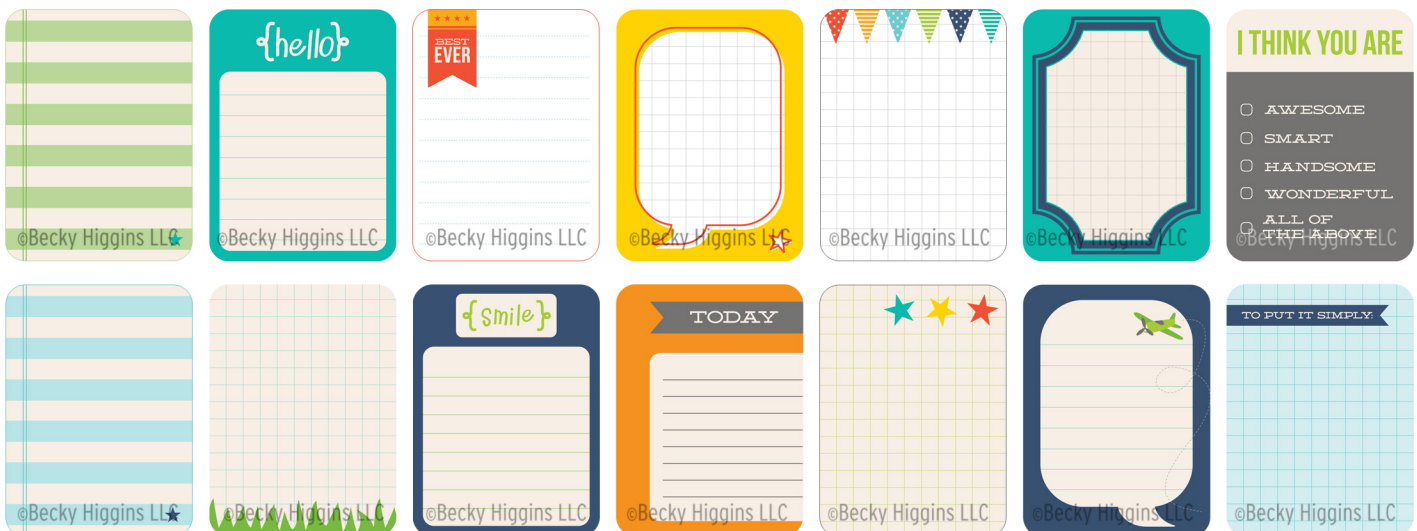 {hello}
BEST
EVER
I THINK YOU ARE
AWESOME
SMART
HANDSOME
WONDERFUL
ALL OF
THE ABOVE
©Becky Higgins LLC
©Becky Higgins LLC
©Becky Higgins LLC
©Becky Higgins LLC
©Becky Higgins LLC
©Becky Higgins LLC
©Becky Higgins LLC
{smile}
TODAY
TO PUT IT SIMPLY:
©Becky Higgins LLC
©Becky Higgins LLC
©Becky Higgins LLC
©Becky Higgins LLC
©Becky Higgins LLC
©Becky Higgins LLC
©Becky Higgins LLC